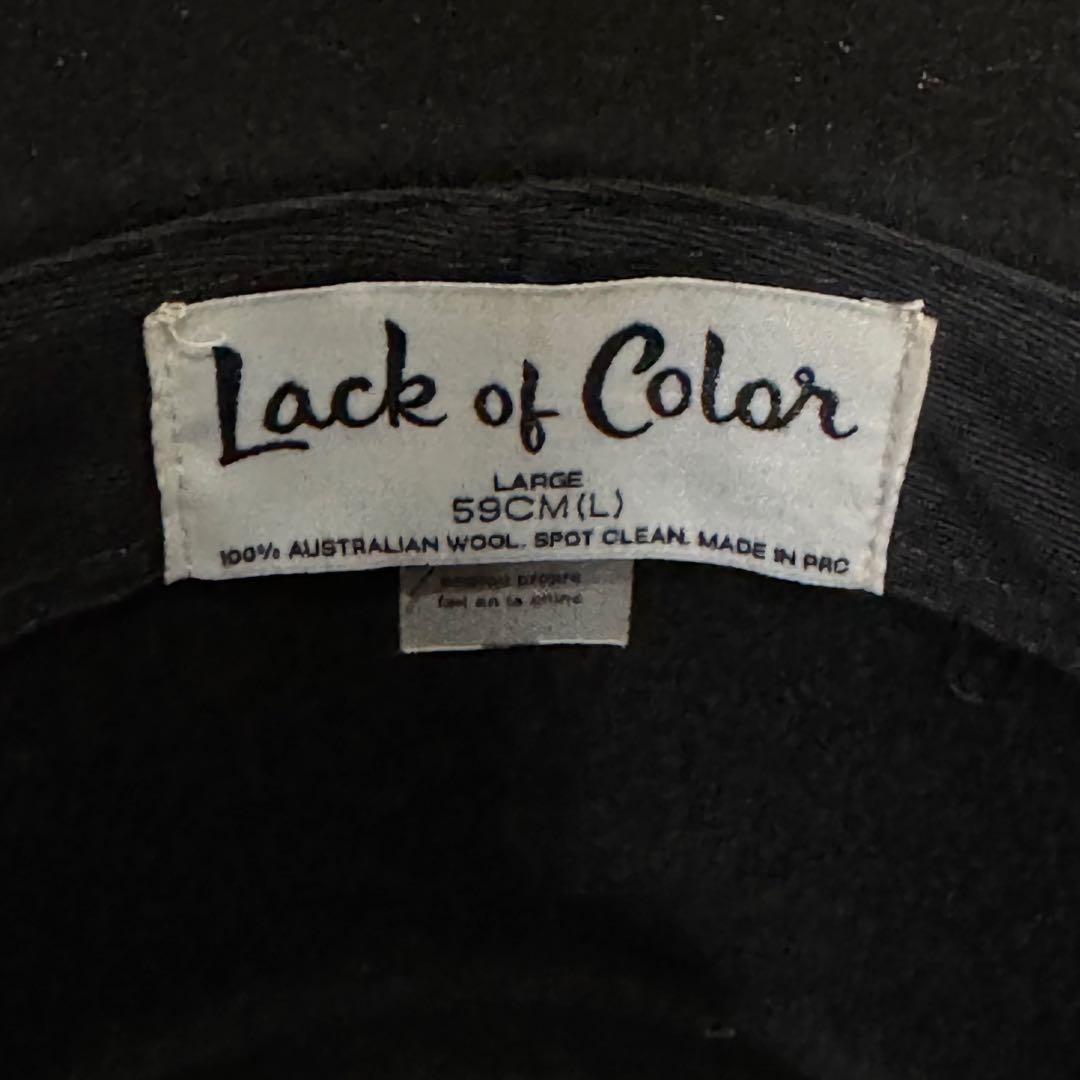 Lack of Color
LARGE
59CM(L)
100% AUSTRALIAN WOOL. SPOT CLEAN. MADE IN PRC